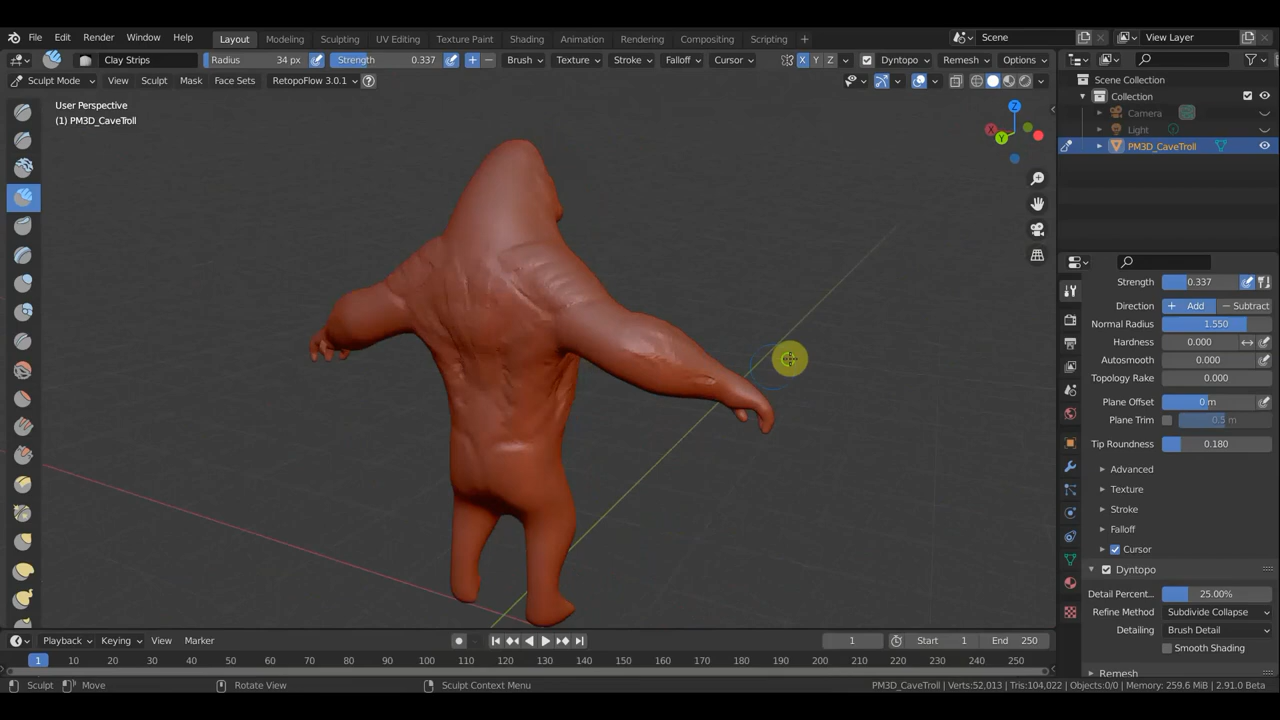 File Edit Render Window Help Layout Modeling Sculpting UV Editing Texture Paint Shading Animation Rendering Compositing Scripting + Scene View Layer
Clay Strips Radius 34 px Strength 0.337 Brush Texture Stroke Falloff Cursor X Y Z Dyntopo Remesh Options
Sculpt Mode View Sculpt Mask Face Sets RetopoFlow 3.0.1
Scene Collection
Collection
Camera
Light
PM3D_CaveTroll
User Perspective
(1) PM3D_CaveTroll
Z
X
Y
Strength 0.337
Direction + Add — Subtract
Normal Radius 1.550
Hardness 0.000
Autosmooth 0.000
Topology Rake 0.000
Plane Offset 0 m
Plane Trim 0.5 m
Tip Roundness 0.180
Advanced
Texture
Stroke
Falloff
Cursor
Dyntopo
Detail Percent... 25.00%
Refine Method Subdivide Collapse
Detailing Brush Detail
Smooth Shading
Remesh
Playback Keying View Marker 1 Start 1 End 250
1 10 20 30 40 50 60 70 80 90 100 110 120 130 140 150 160 170 180 190 200 210 220 230 240 250
Sculpt Move Rotate View Sculpt Context Menu PM3D_CaveTroll | Verts:52,013 | Tris:104,022 | Objects:0/0 | Memory: 259.6 MiB | 2.91.0 Beta